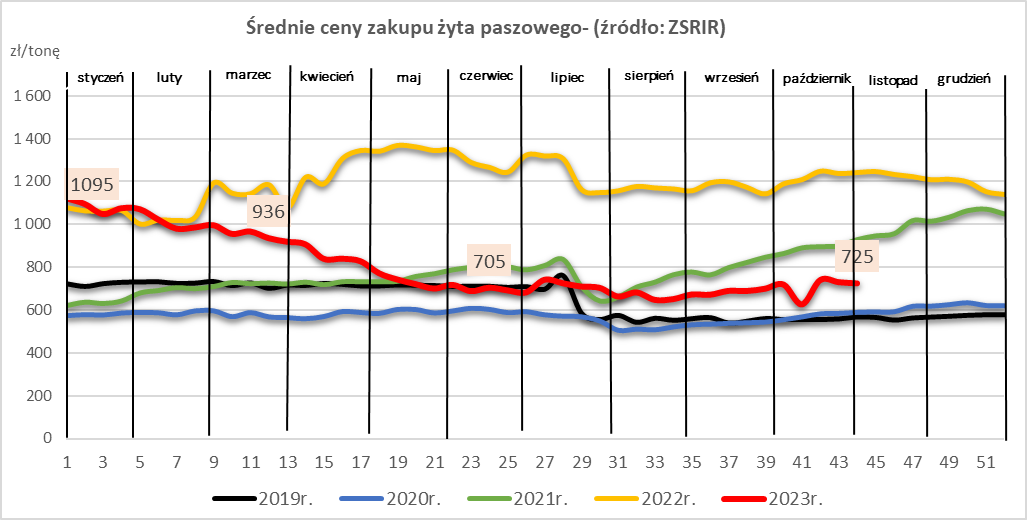 Średnie ceny zakupu żyta paszowego- (źródło: ZSRIR)
zł/tonę
styczeń luty marzec kwiecień maj czerwiec lipiec sierpień wrzesień październik listopad grudzień
1 600
1 400
1 200
1 000
800
600
400
200
0
1095
936
705
725
1 3 5 7 9 11 13 15 17 19 21 23 25 27 29 31 33 35 37 39 41 43 45 47 49 51
2019r. 2020r. 2021r. 2022r. 2023r.